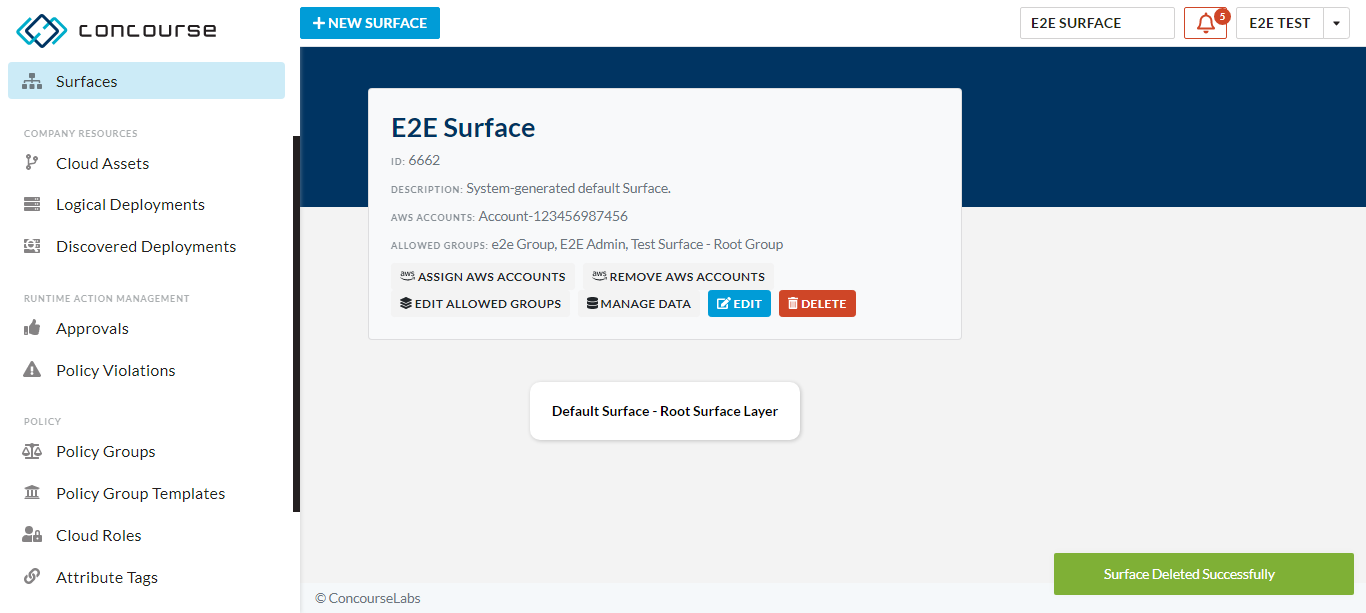 concourse
NEW SURFACE
E2E SURFACE
5
E2E TEST
Surfaces
COMPANY RESOURCES
Cloud Assets
Logical Deployments
Discovered Deployments
RUNTIME ACTION MANAGEMENT
Approvals
Policy Violations
POLICY
Policy Groups
Policy Group Templates
Cloud Roles
Attribute Tags
E2E Surface
ID: 6662
DESCRIPTION: System-generated default Surface.
AWS ACCOUNTS: Account-123456987456
ALLOWED GROUPS: e2e Group, E2E Admin, Test Surface - Root Group
aws ASSIGN AWS ACCOUNTS aws REMOVE AWS ACCOUNTS
EDIT ALLOWED GROUPS MANAGE DATA EDIT DELETE
Default Surface - Root Surface Layer
Surface Deleted Successfully
© ConcourseLabs